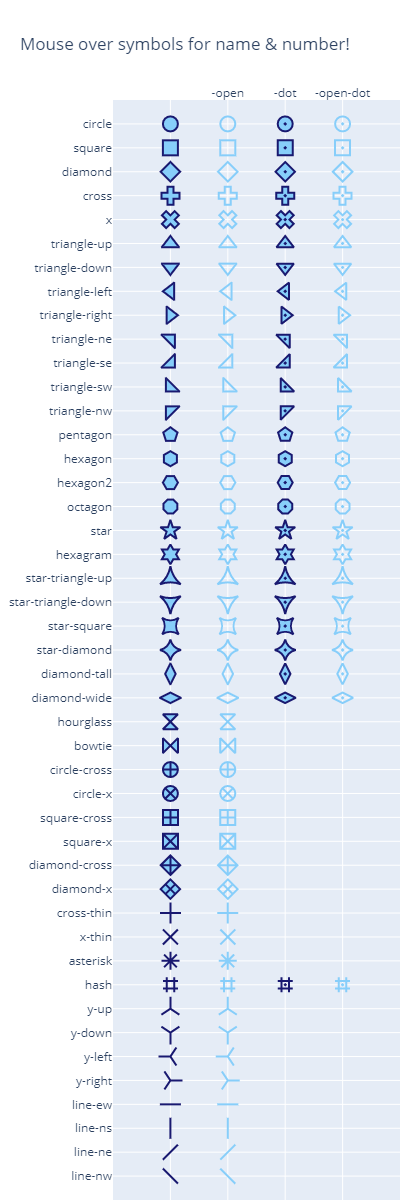 Mouse over symbols for name & number!
-open -dot -open-dot
circle
square
diamond
cross
x
triangle-up
triangle-down
triangle-left
triangle-right
triangle-ne
triangle-se
triangle-sw
triangle-nw
pentagon
hexagon
hexagon2
octagon
star
hexagram
star-triangle-up
star-triangle-down
star-square
star-diamond
diamond-tall
diamond-wide
hourglass
bowtie
circle-cross
circle-x
square-cross
square-x
diamond-cross
diamond-x
cross-thin
x-thin
asterisk
hash
y-up
y-down
y-left
y-right
line-ew
line-ns
line-ne
line-nw